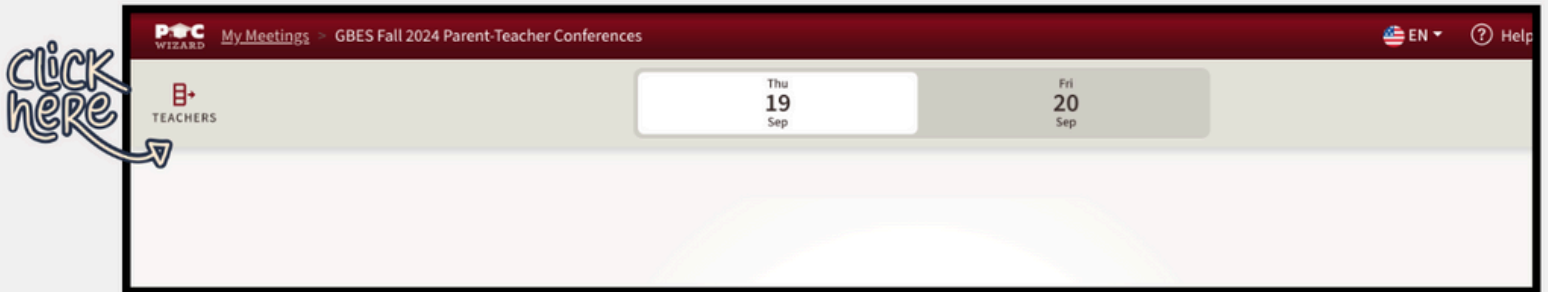 click
here
PTC
WIZARD
My Meetings > GBES Fall 2024 Parent-Teacher Conferences
EN
? Help
TEACHERS
Thu
19
Sep
Fri
20
Sep